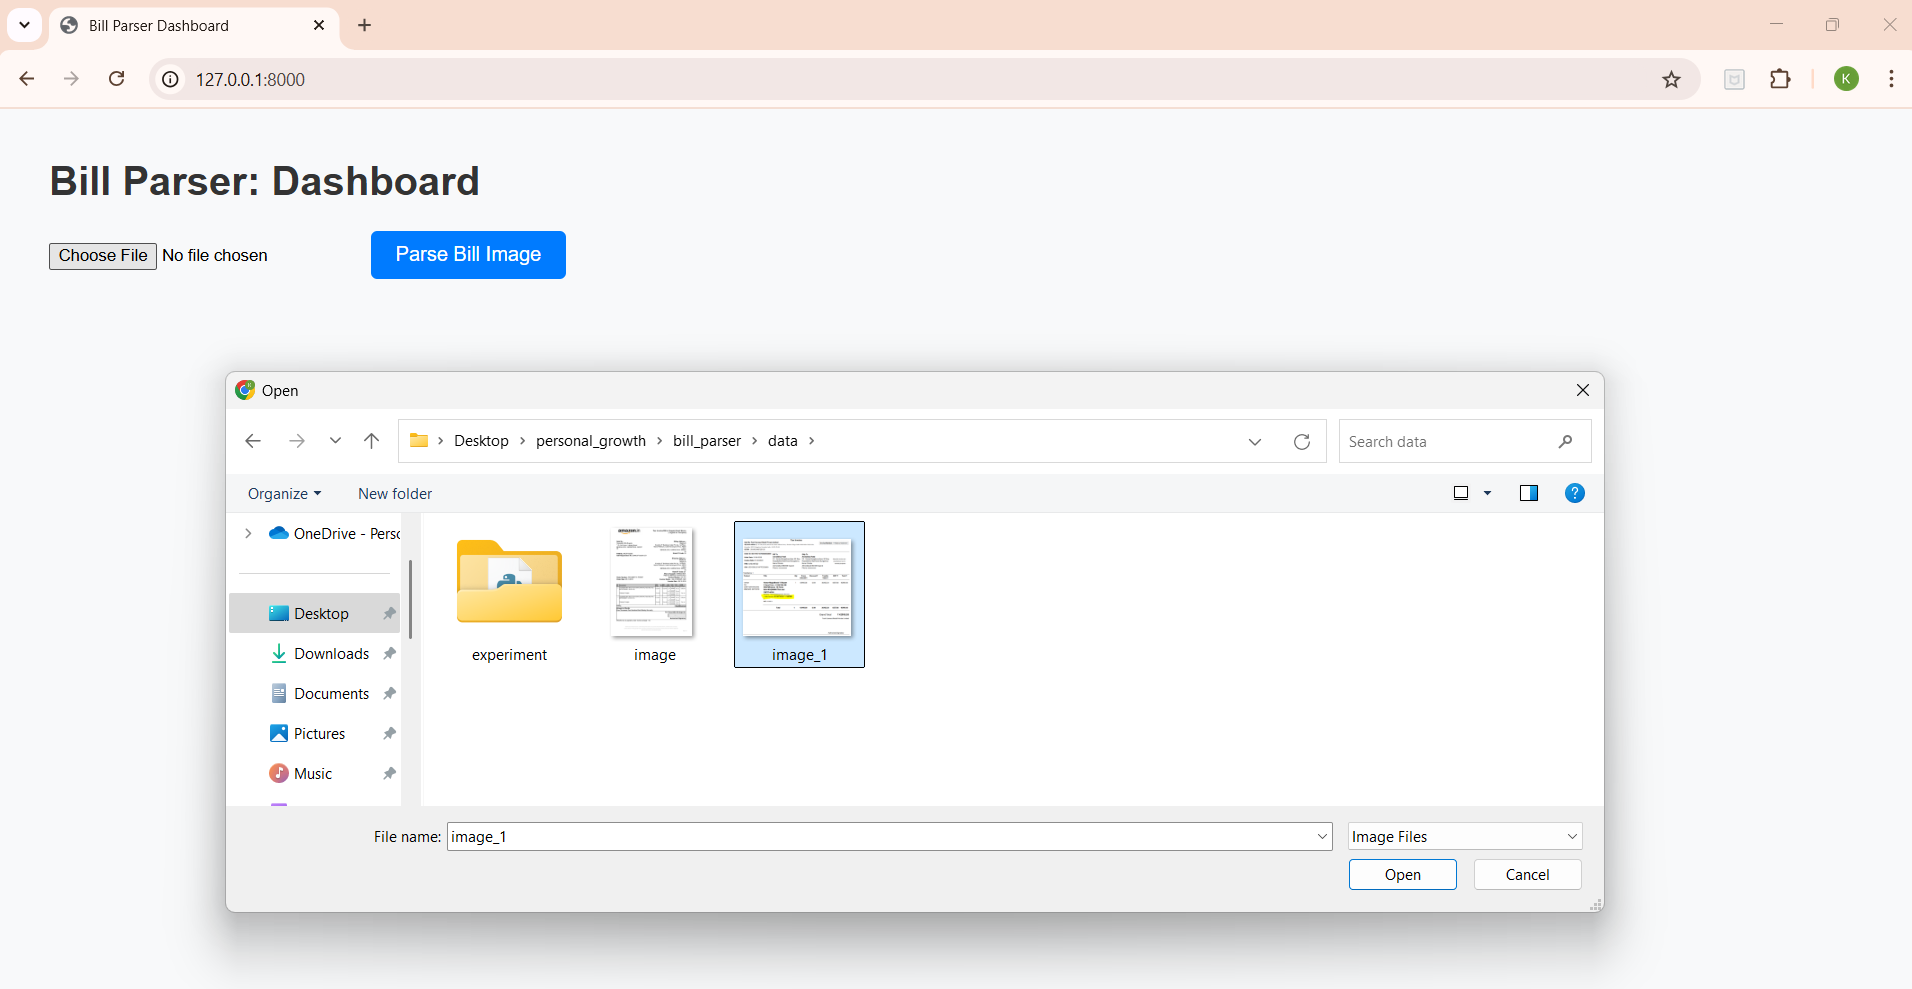 Bill Parser Dashboard
127.0.0.1:8000
K
Bill Parser: Dashboard
Choose File No file chosen
Parse Bill Image
Open
Desktop > personal_growth > bill_parser > data >
Search data
Organize
New folder
?
OneDrive - Perso
Desktop
Downloads
Documents
Pictures
Music
experiment
image
image_1
File name: image_1
Image Files
Open
Cancel